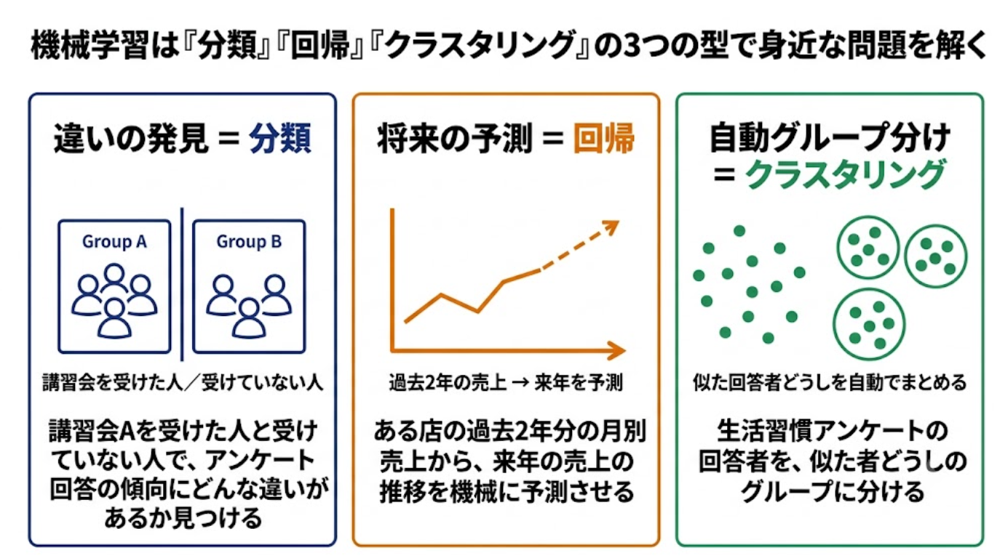 機械学習は『分類』『回帰』『クラスタリング』の3つの型で身近な問題を解く
違いの発見 = 分類
Group A
Group B
講習会を受けた人／受けていない人
講習会Aを受けた人と受け
ていない人で、アンケート
回答の傾向にどんな違いが
あるか見つける
将来の予測 = 回帰
過去2年の売上 → 来年を予測
ある店の過去2年分の月別
売上から、来年の売上の
推移を機械に予測させる
自動グループ分け
= クラスタリング
似た回答者どうしを自動でまとめる
生活習慣アンケートの
回答者を、似た者どうしの
グループに分ける